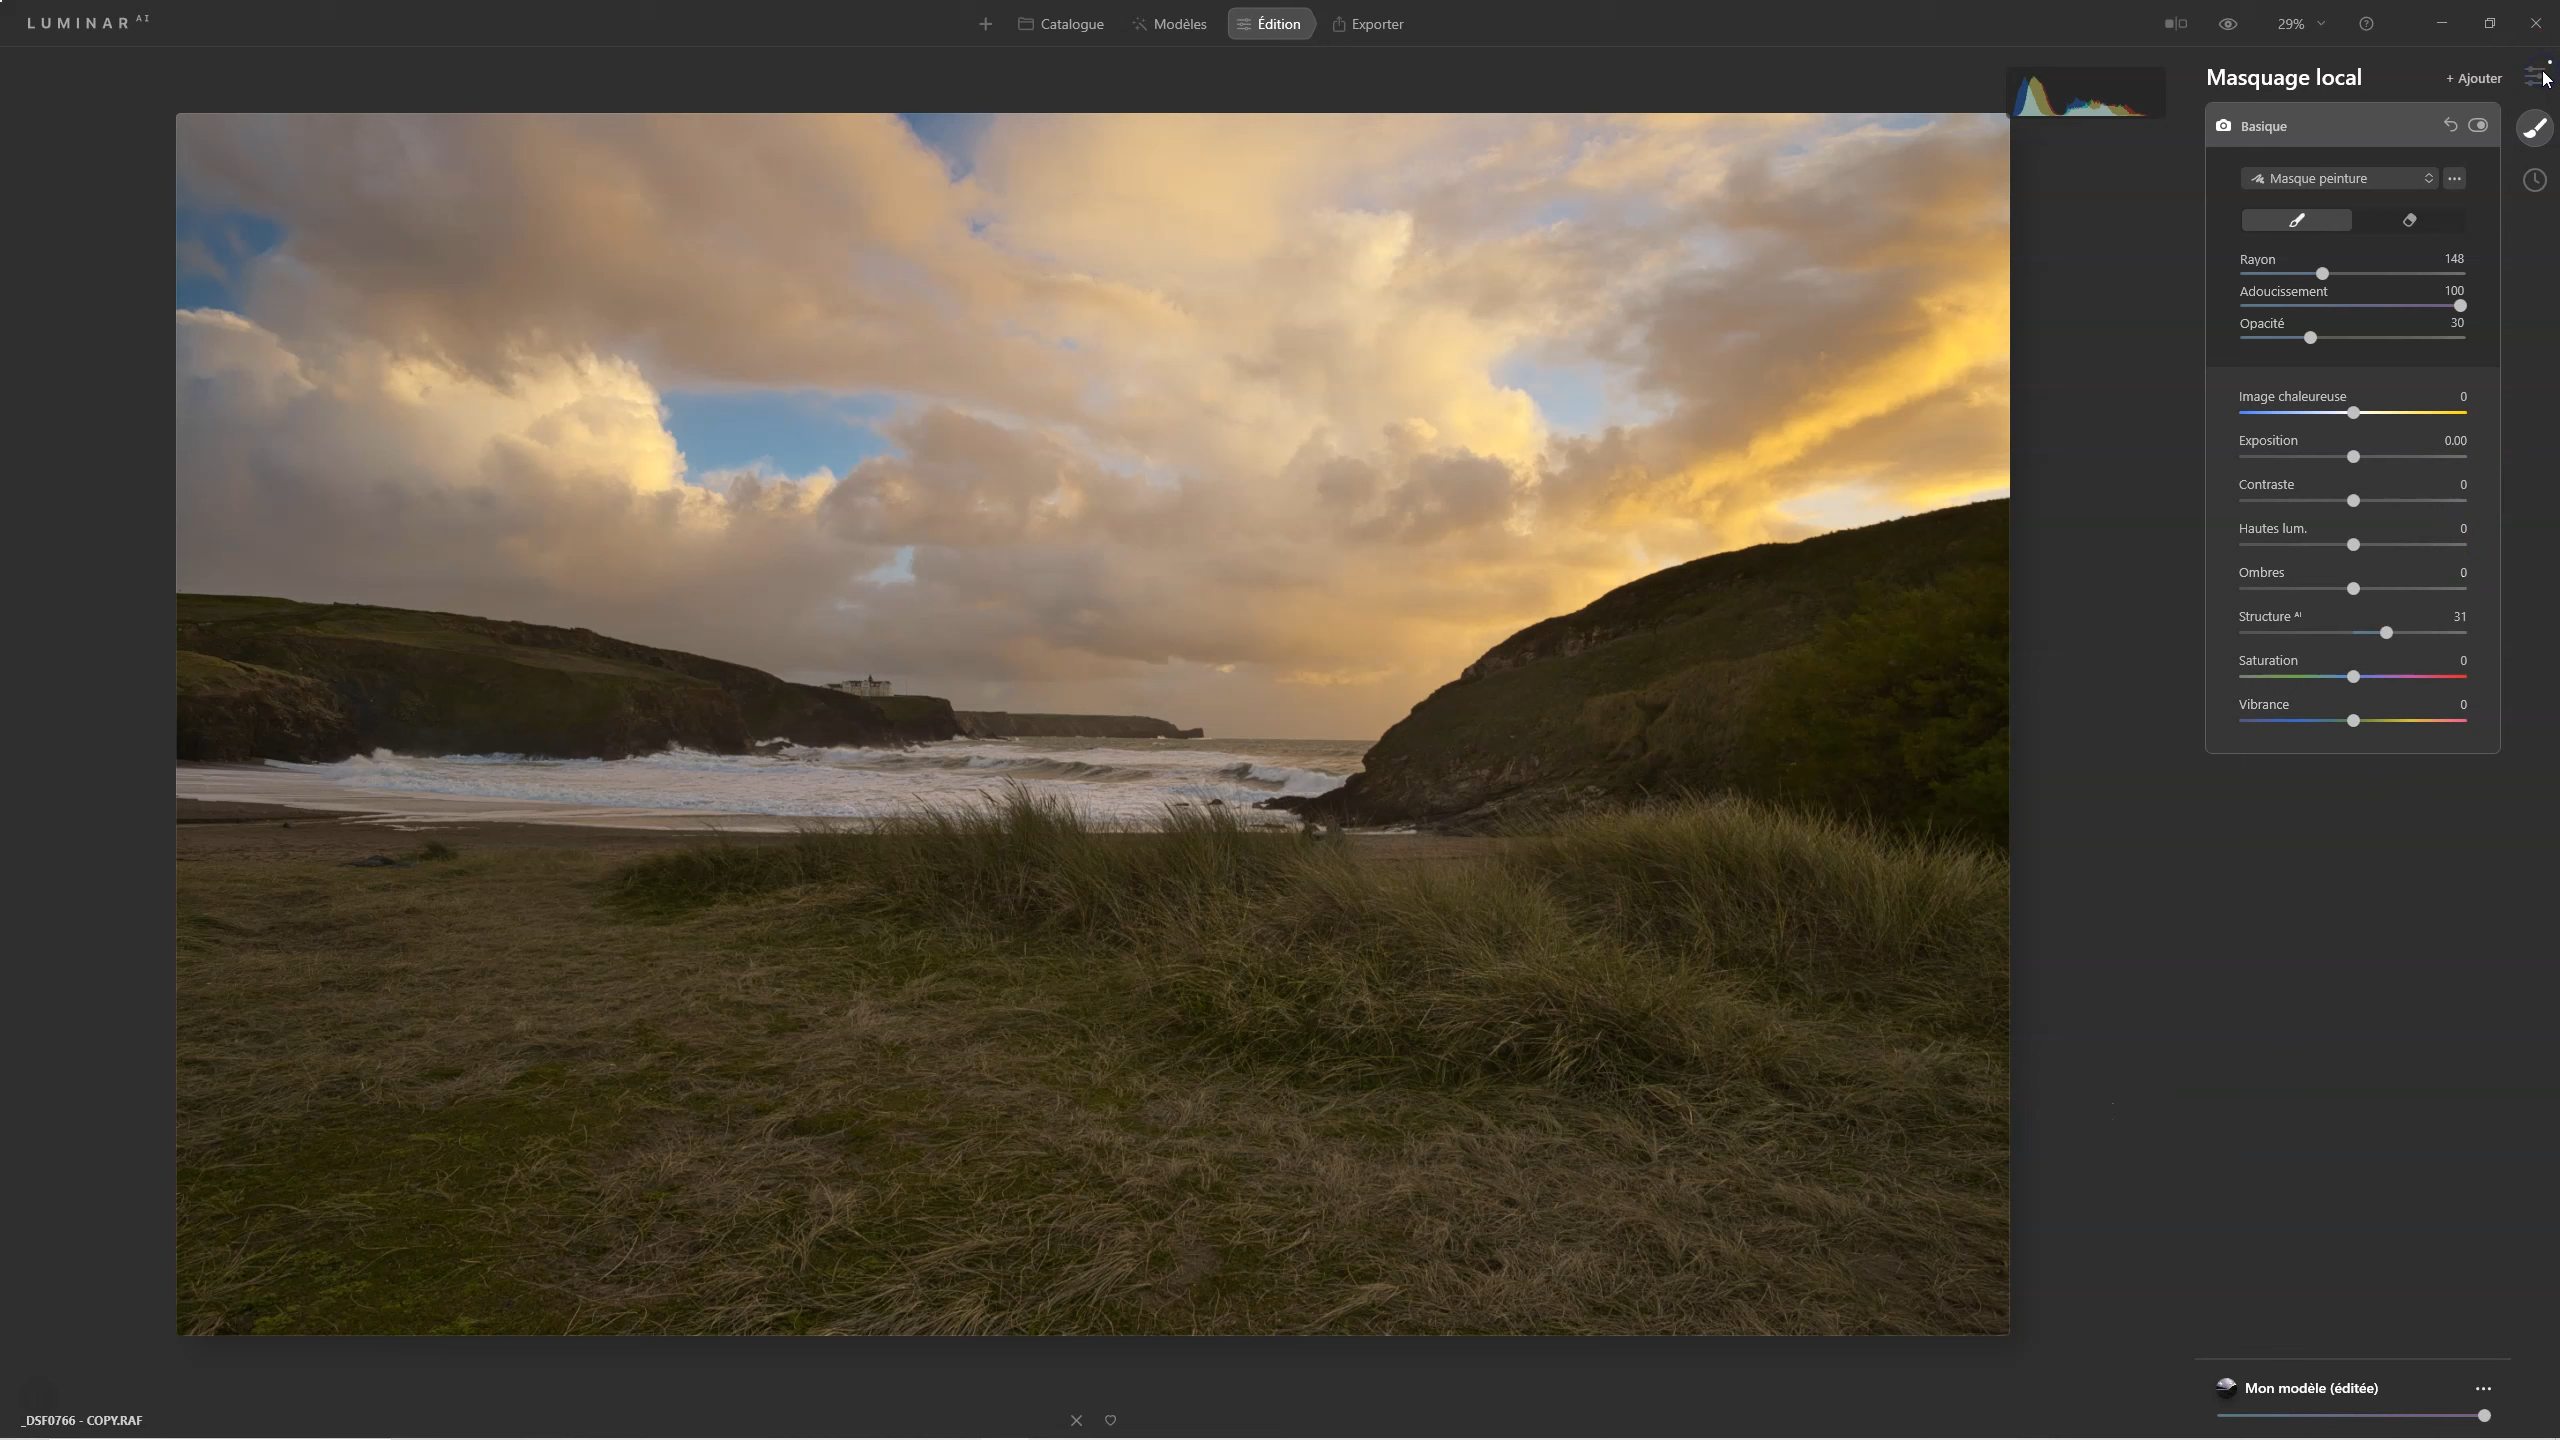 LUMINAR AI
Catalogue
Modèles
Édition
Exporter
29%
Masquage local
+ Ajouter
Basique
Masque peinture
Rayon 148
Adoucissement 100
Opacité 30
Image chaleureuse 0
Exposition 0.00
Contraste 0
Hautes lum. 0
Ombres 0
Structure AI 31
Saturation 0
Vibrance 0
Mon modèle (éditée)
_DSF0766 - COPY.RAF